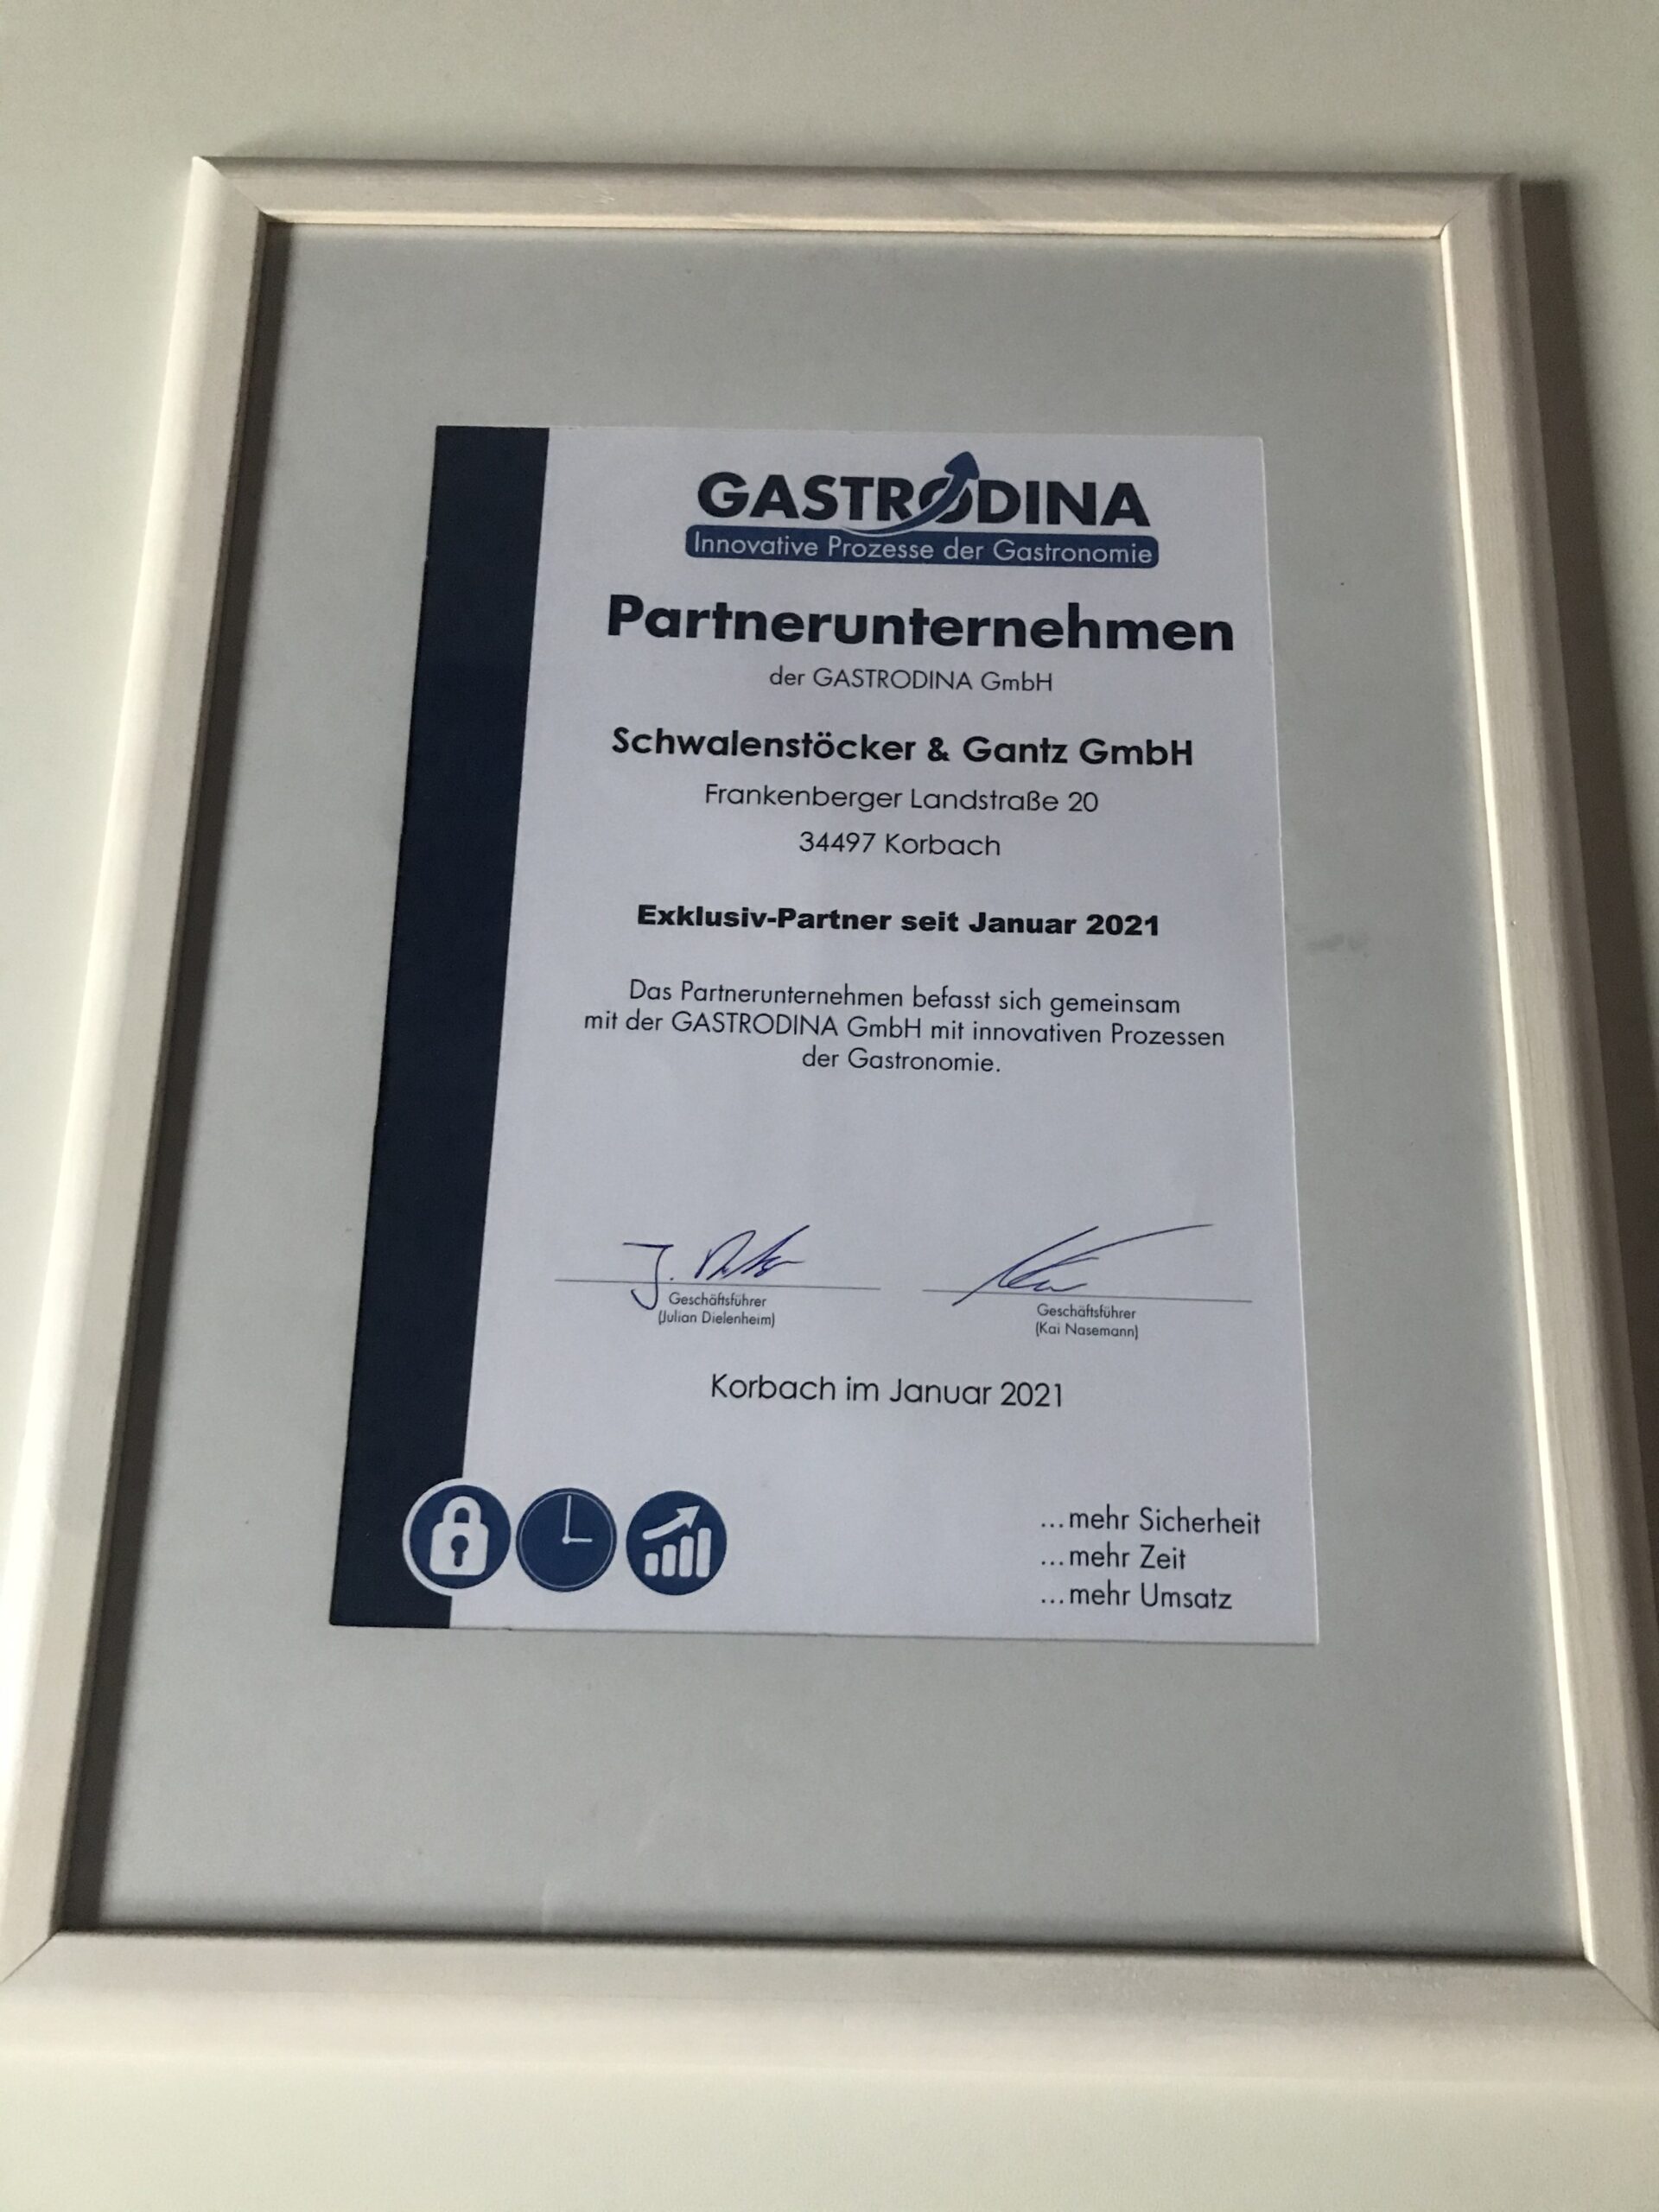 GASTRODINA
Innovative Prozesse der Gastronomie
Partnerunternehmen
der GASTRODINA GmbH
Schwalenstöcker & Gantz GmbH
Frankenberger Landstraße 20
34497 Korbach
Exklusiv-Partner seit Januar 2021
Das Partnerunternehmen befasst sich gemeinsam
mit der GASTRODINA GmbH mit innovativen Prozessen
der Gastronomie.
Geschäftsführer
(Julian Dielenheim)
Geschäftsführer
(Kai Nasemann)
Korbach im Januar 2021
...mehr Sicherheit
...mehr Zeit
...mehr Umsatz